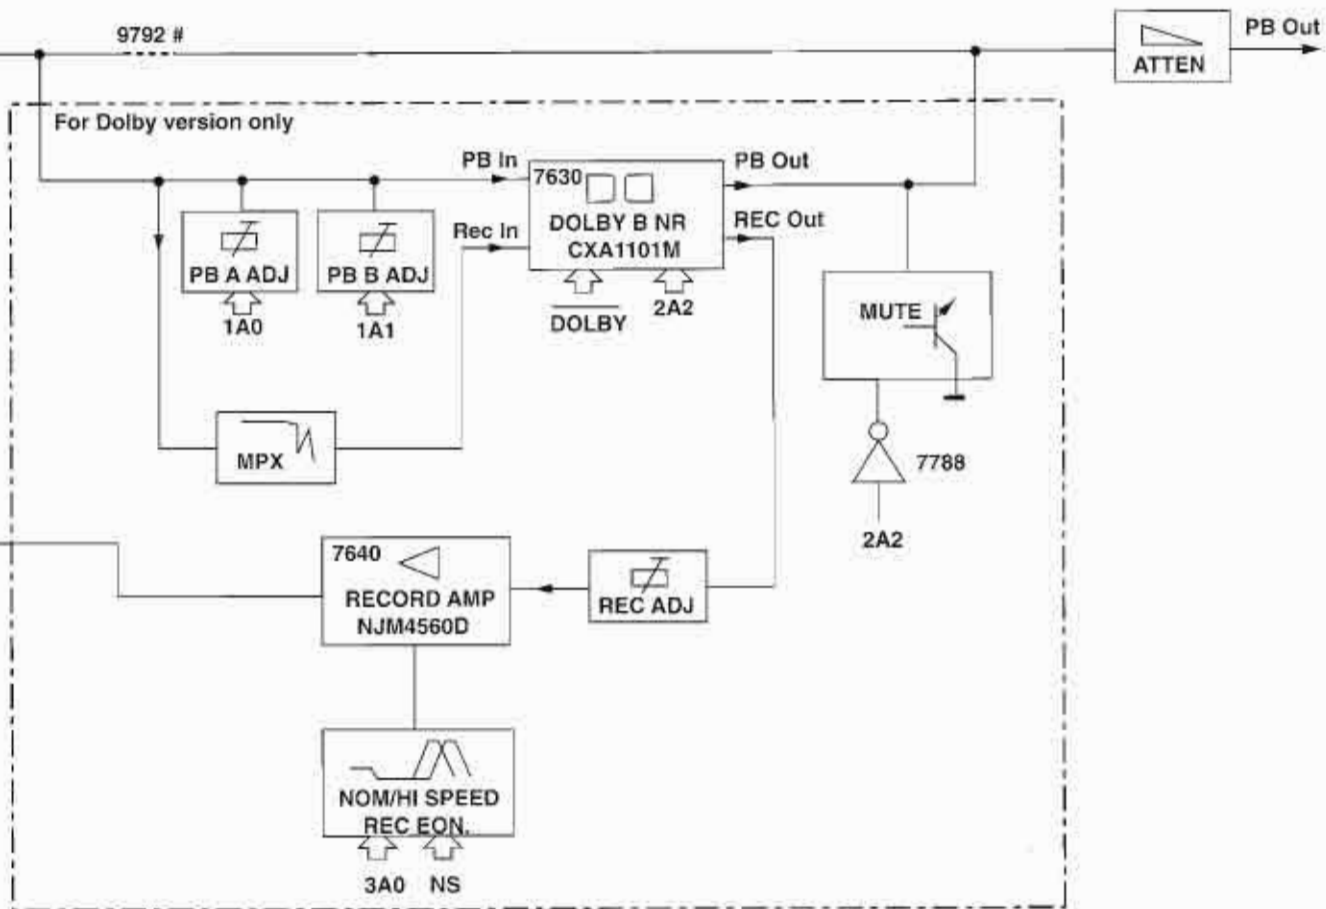 9792 #
PB Out
ATTEN
For Dolby version only
PB In
7630
PB Out
DOLBY B NR
CXA1101M
Rec In
REC Out
PB A ADJ
PB B ADJ
1A0
1A1
DOLBY
2A2
MUTE
MPX
7788
2A2
7640
RECORD AMP
NJM4560D
REC ADJ
NOM/HI SPEED
REC EON.
3A0
NS